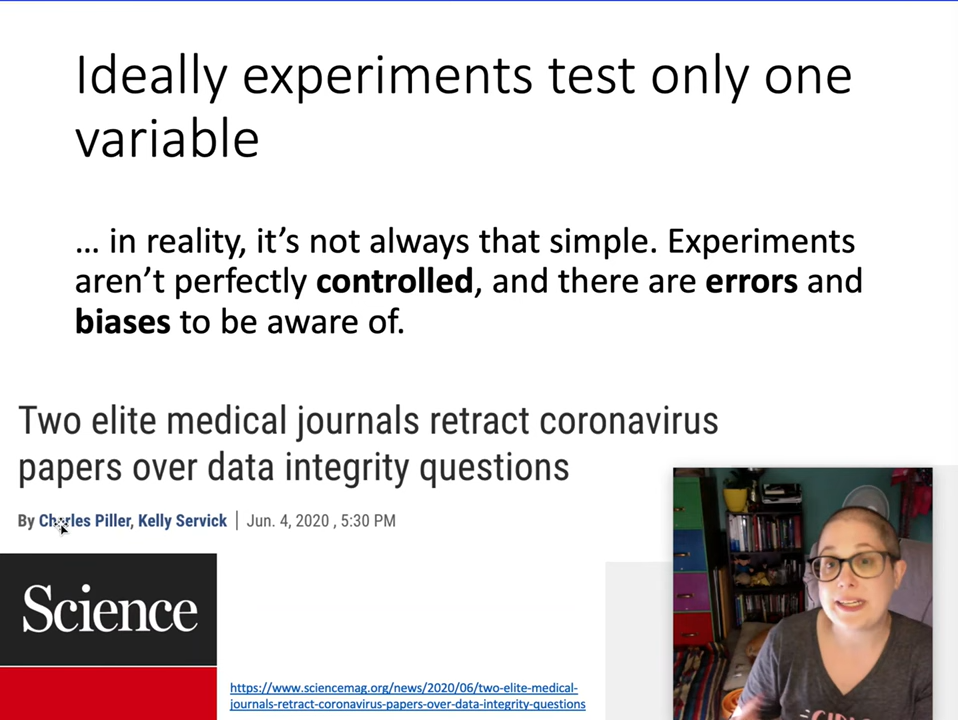 Ideally experiments test only one
variable
… in reality, it’s not always that simple. Experiments
aren’t perfectly controlled, and there are errors and
biases to be aware of.
Two elite medical journals retract coronavirus
papers over data integrity questions
By Charles Piller, Kelly Servick | Jun. 4, 2020 , 5:30 PM
Science
https://www.sciencemag.org/news/2020/06/two-elite-medical-
journals-retract-coronavirus-papers-over-data-integrity-questions